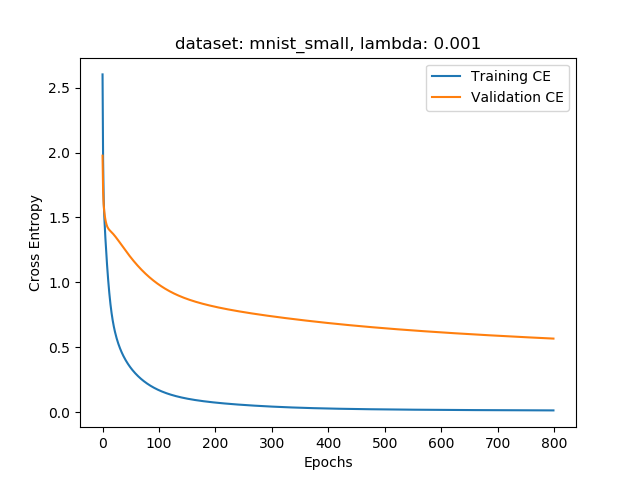 dataset: mnist_small, lambda: 0.001
Training CE
Validation CE
2.5
2.0
1.5
1.0
0.5
0.0
Cross Entropy
0 100 200 300 400 500 600 700 800
Epochs